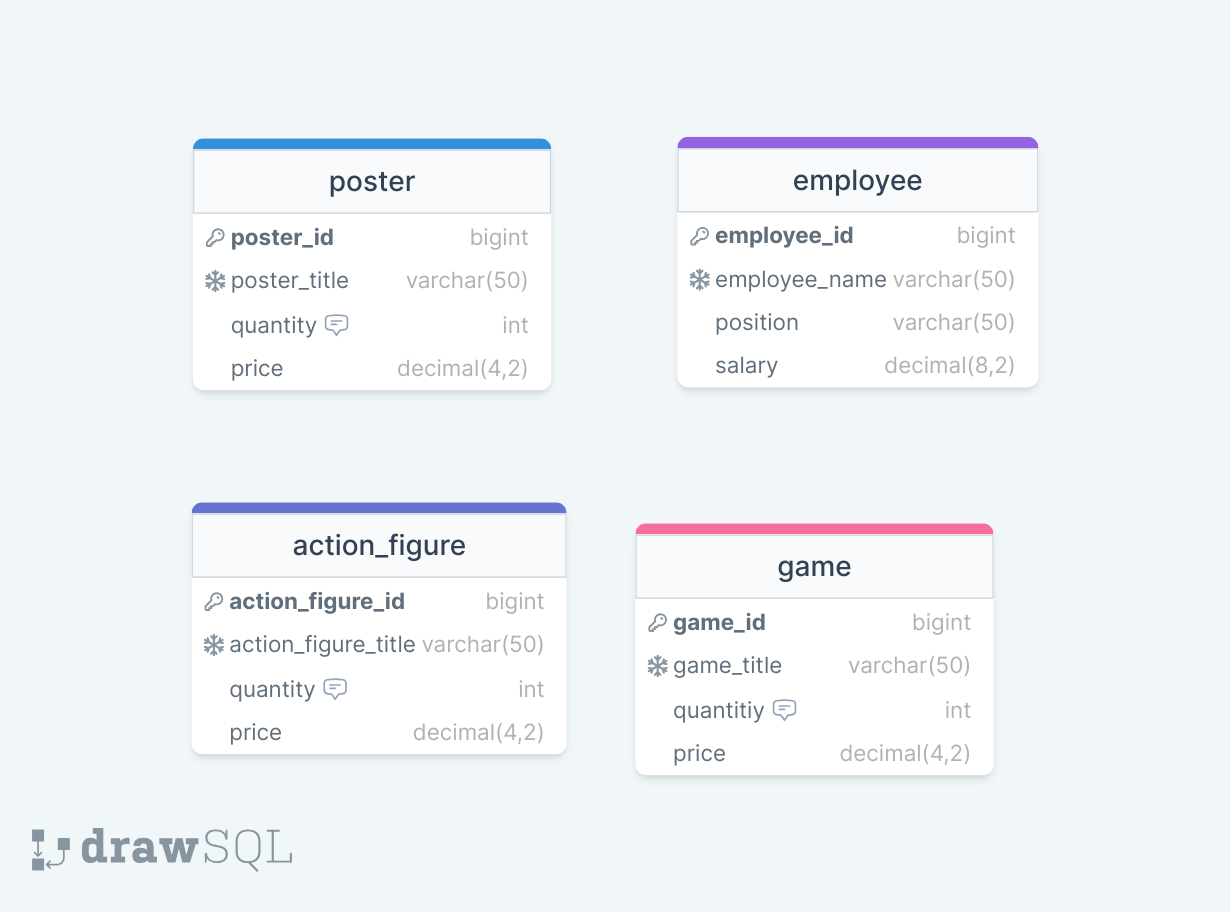 poster
poster_id bigint
poster_title varchar(50)
quantity int
price decimal(4,2)
employee
employee_id bigint
employee_name varchar(50)
position varchar(50)
salary decimal(8,2)
action_figure
action_figure_id bigint
action_figure_title varchar(50)
quantity int
price decimal(4,2)
game
game_id bigint
game_title varchar(50)
quantitiy int
price decimal(4,2)
drawSQL